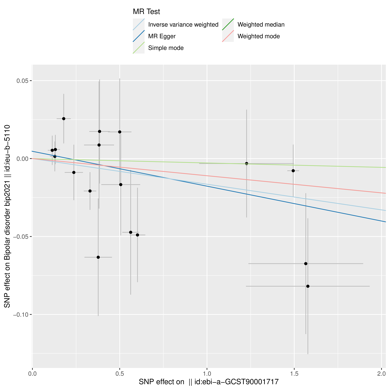 MR Test
Inverse variance weighted
Weighted median
MR Egger
Weighted mode
Simple mode
SNP effect on Bipolar disorder bip2021 || id:ieu-b-5110
0.05
0.00
−0.05
−0.10
0.0
0.5
1.0
1.5
2.0
SNP effect on || id:ebi-a-GCST90001717